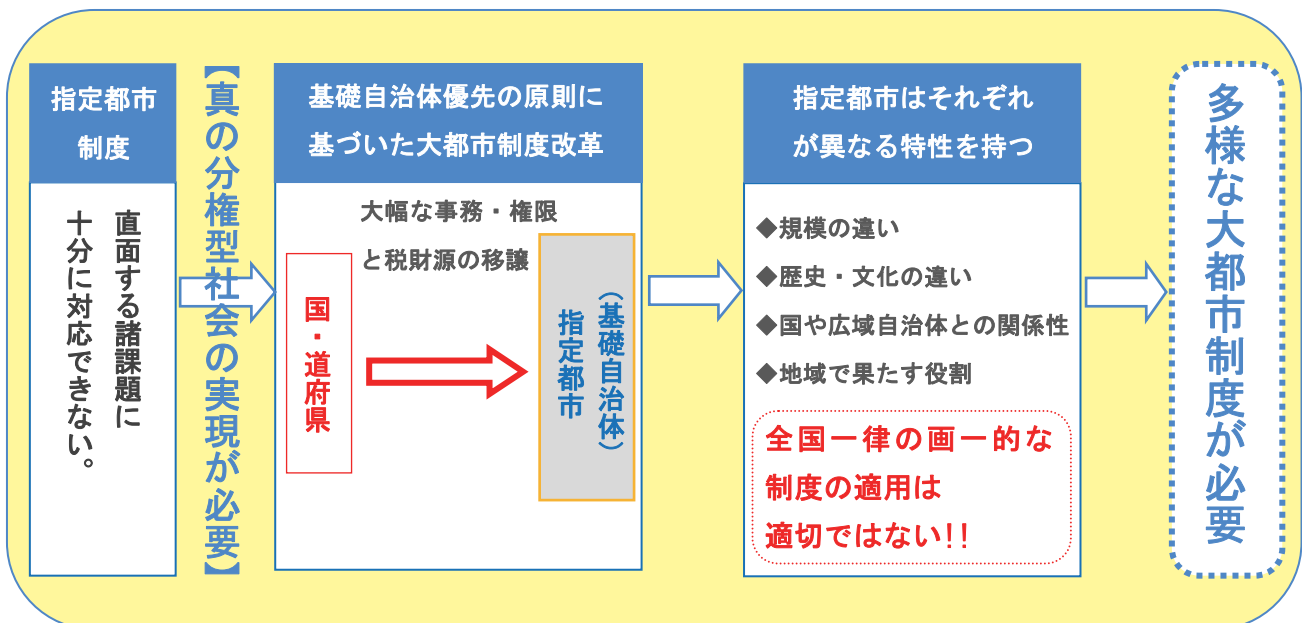 指定都市
制度
直面する諸課題に
十分に対応できない。
【真の分権型社会の実現が必要】
基礎自治体優先の原則に
基づいた大都市制度改革
大幅な事務・権限
と税財源の移譲
国・道府県
（基礎自治体）
指定都市
指定都市はそれぞれ
が異なる特性を持つ
◆規模の違い
◆歴史・文化の違い
◆国や広域自治体との関係性
◆地域で果たす役割
全国一律の画一的な
制度の適用は
適切ではない!!
多様な大都市制度が必要